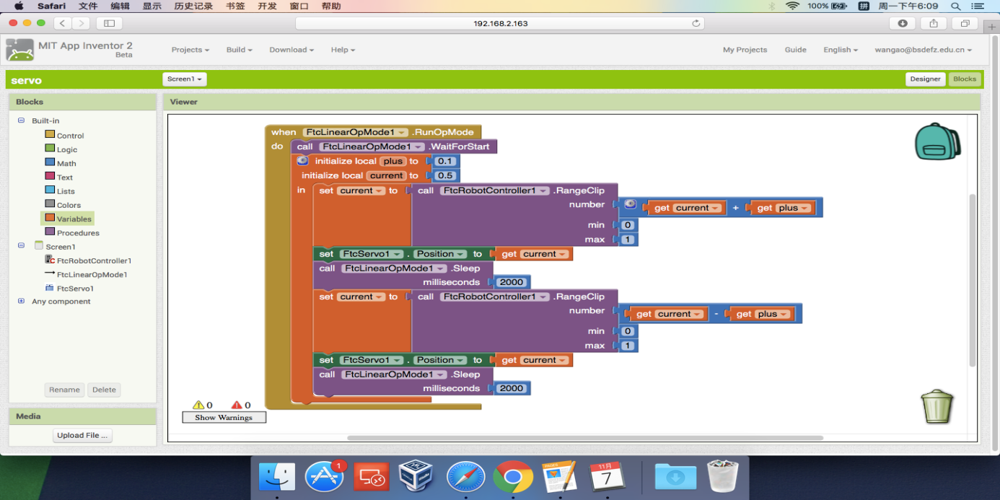 Safari 文件 编辑 显示 历史记录 书签 开发 窗口 帮助 100% 拼 周一下午6:09
192.168.2.163
MIT App Inventor 2
Beta
Projects Build Download Help My Projects Guide English wangao@bsdefz.edu.cn
servo Screen1 Designer Blocks
Blocks
Viewer
Built-in
Control
Logic
Math
Text
Lists
Colors
Variables
Procedures
Screen1
FtcRobotController1
FtcLinearOpMode1
FtcServo1
Any component
Rename Delete
Media
Upload File ...
when FtcLinearOpMode1 .RunOpMode
do call FtcLinearOpMode1 .WaitForStart
initialize local plus to 0.1
initialize local current to 0.5
in set current to call FtcRobotController1 .RangeClip
number get current + get plus
min 0
max 1
set FtcServo1 . Position to get current
call FtcLinearOpMode1 .Sleep
milliseconds 2000
set current to call FtcRobotController1 .RangeClip
number get current - get plus
min 0
max 1
set FtcServo1 . Position to get current
call FtcLinearOpMode1 .Sleep
milliseconds 2000
0 0
Show Warnings
1
11月
7